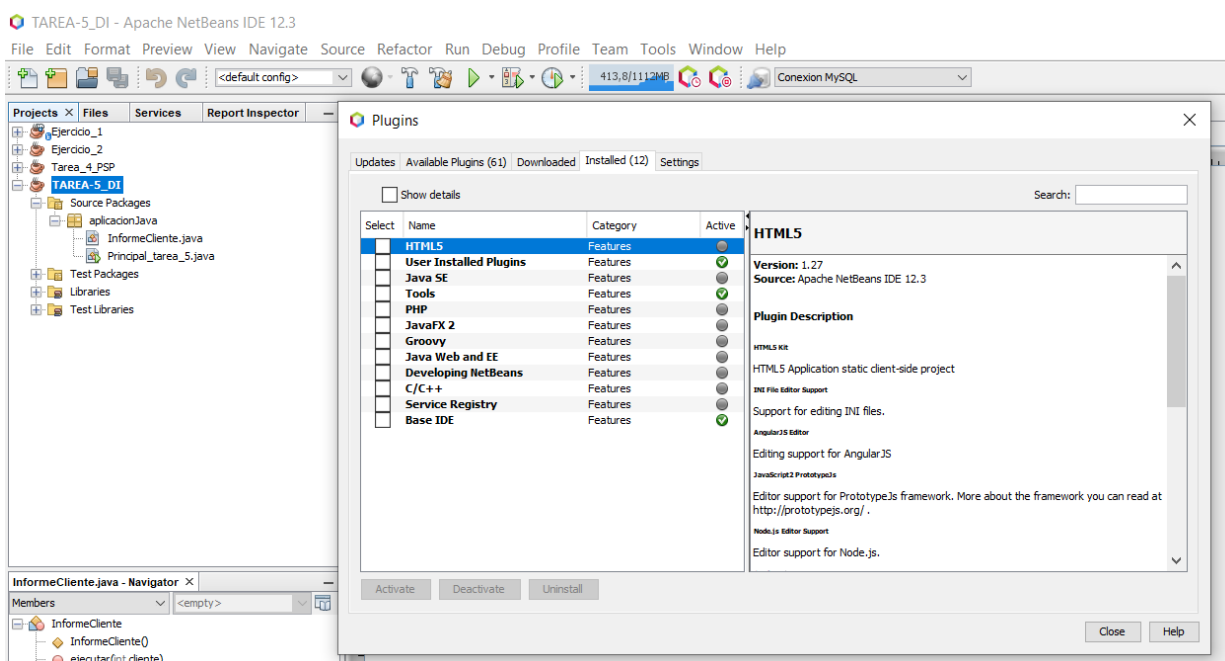 TAREA-5_DI - Apache NetBeans IDE 12.3
File Edit Format Preview View Navigate Source Refactor Run Debug Profile Team Tools Window Help
<default config> 413,8/1112MB Conexion MySQL
Projects Files Services Report Inspector
Ejercicio_1
Ejercicio_2
Tarea_4_PSP
TAREA-5_DI
Source Packages
aplicacionJava
InformeCliente.java
Principal_tarea_5.java
Test Packages
Libraries
Test Libraries
InformeCliente.java - Navigator
Members <empty>
InformeCliente
InformeCliente()
ejecutar(int cliente)
Plugins
Updates Available Plugins (61) Downloaded Installed (12) Settings
Show details Search:
Select Name Category Active
HTML5 Features
User Installed Plugins Features
Java SE Features
Tools Features
PHP Features
JavaFX 2 Features
Groovy Features
Java Web and EE Features
Developing NetBeans Features
C/C++ Features
Service Registry Features
Base IDE Features
HTML5
Version: 1.27
Source: Apache NetBeans IDE 12.3
Plugin Description
HTML5 Kit
HTML5 Application static client-side project
INI File Editor Support
Support for editing INI files.
AngularJS Editor
Editing support for AngularJS
JavaScript2 PrototypeJs
Editor support for PrototypeJs framework. More about the framework you can read at
http://prototypejs.org/ .
Node.js Editor Support
Editor support for Node.js.
Activate Deactivate Uninstall
Close Help